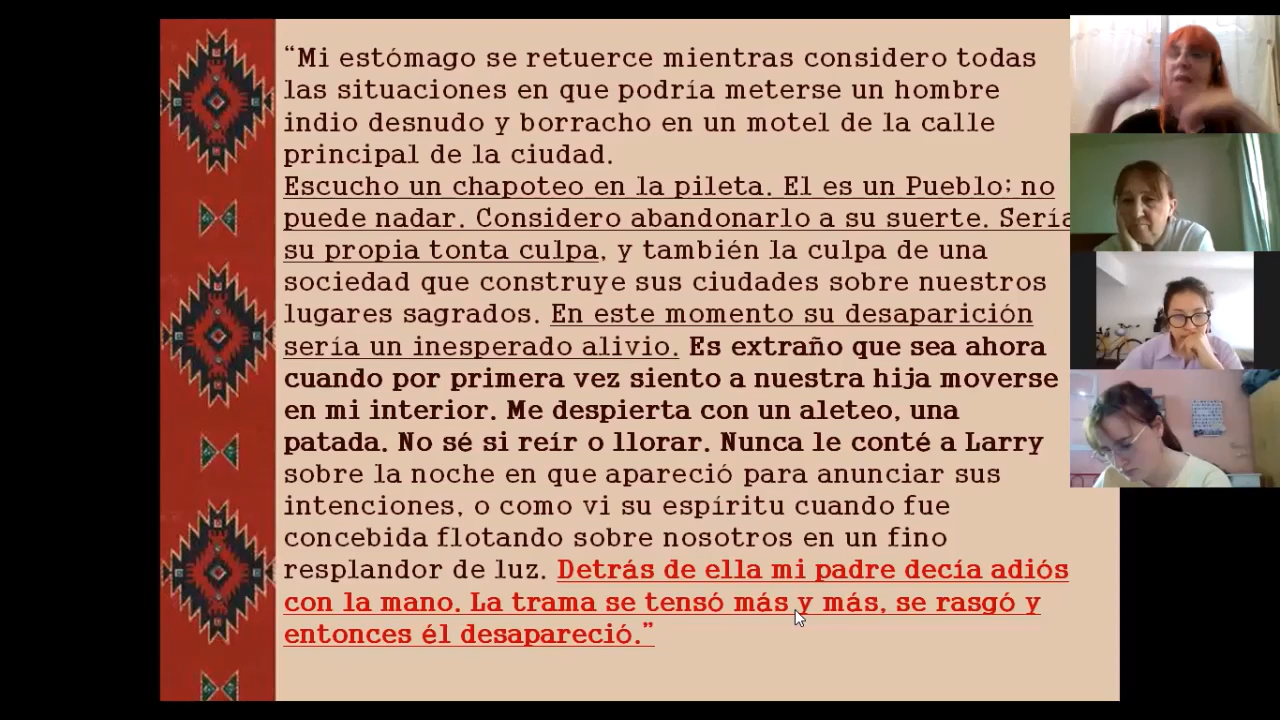 “Mi estómago se retuerce mientras considero todas
las situaciones en que podría meterse un hombre
indio desnudo y borracho en un motel de la calle
principal de la ciudad.
Escucho un chapoteo en la pileta. El es un Pueblo; no
puede nadar. Considero abandonarlo a su suerte. Sería
su propia tonta culpa, y también la culpa de una
sociedad que construye sus ciudades sobre nuestros
lugares sagrados. En este momento su desaparición
sería un inesperado alivio. Es extraño que sea ahora
cuando por primera vez siento a nuestra hija moverse
en mi interior. Me despierta con un aleteo, una
patada. No sé si reír o llorar. Nunca le conté a Larry
sobre la noche en que apareció para anunciar sus
intenciones, o como vi su espíritu cuando fue
concebida flotando sobre nosotros en un fino
resplandor de luz. Detrás de ella mi padre decía adiós
con la mano. La trama se tensó más y más, se rasgó y
entonces él desapareció.”